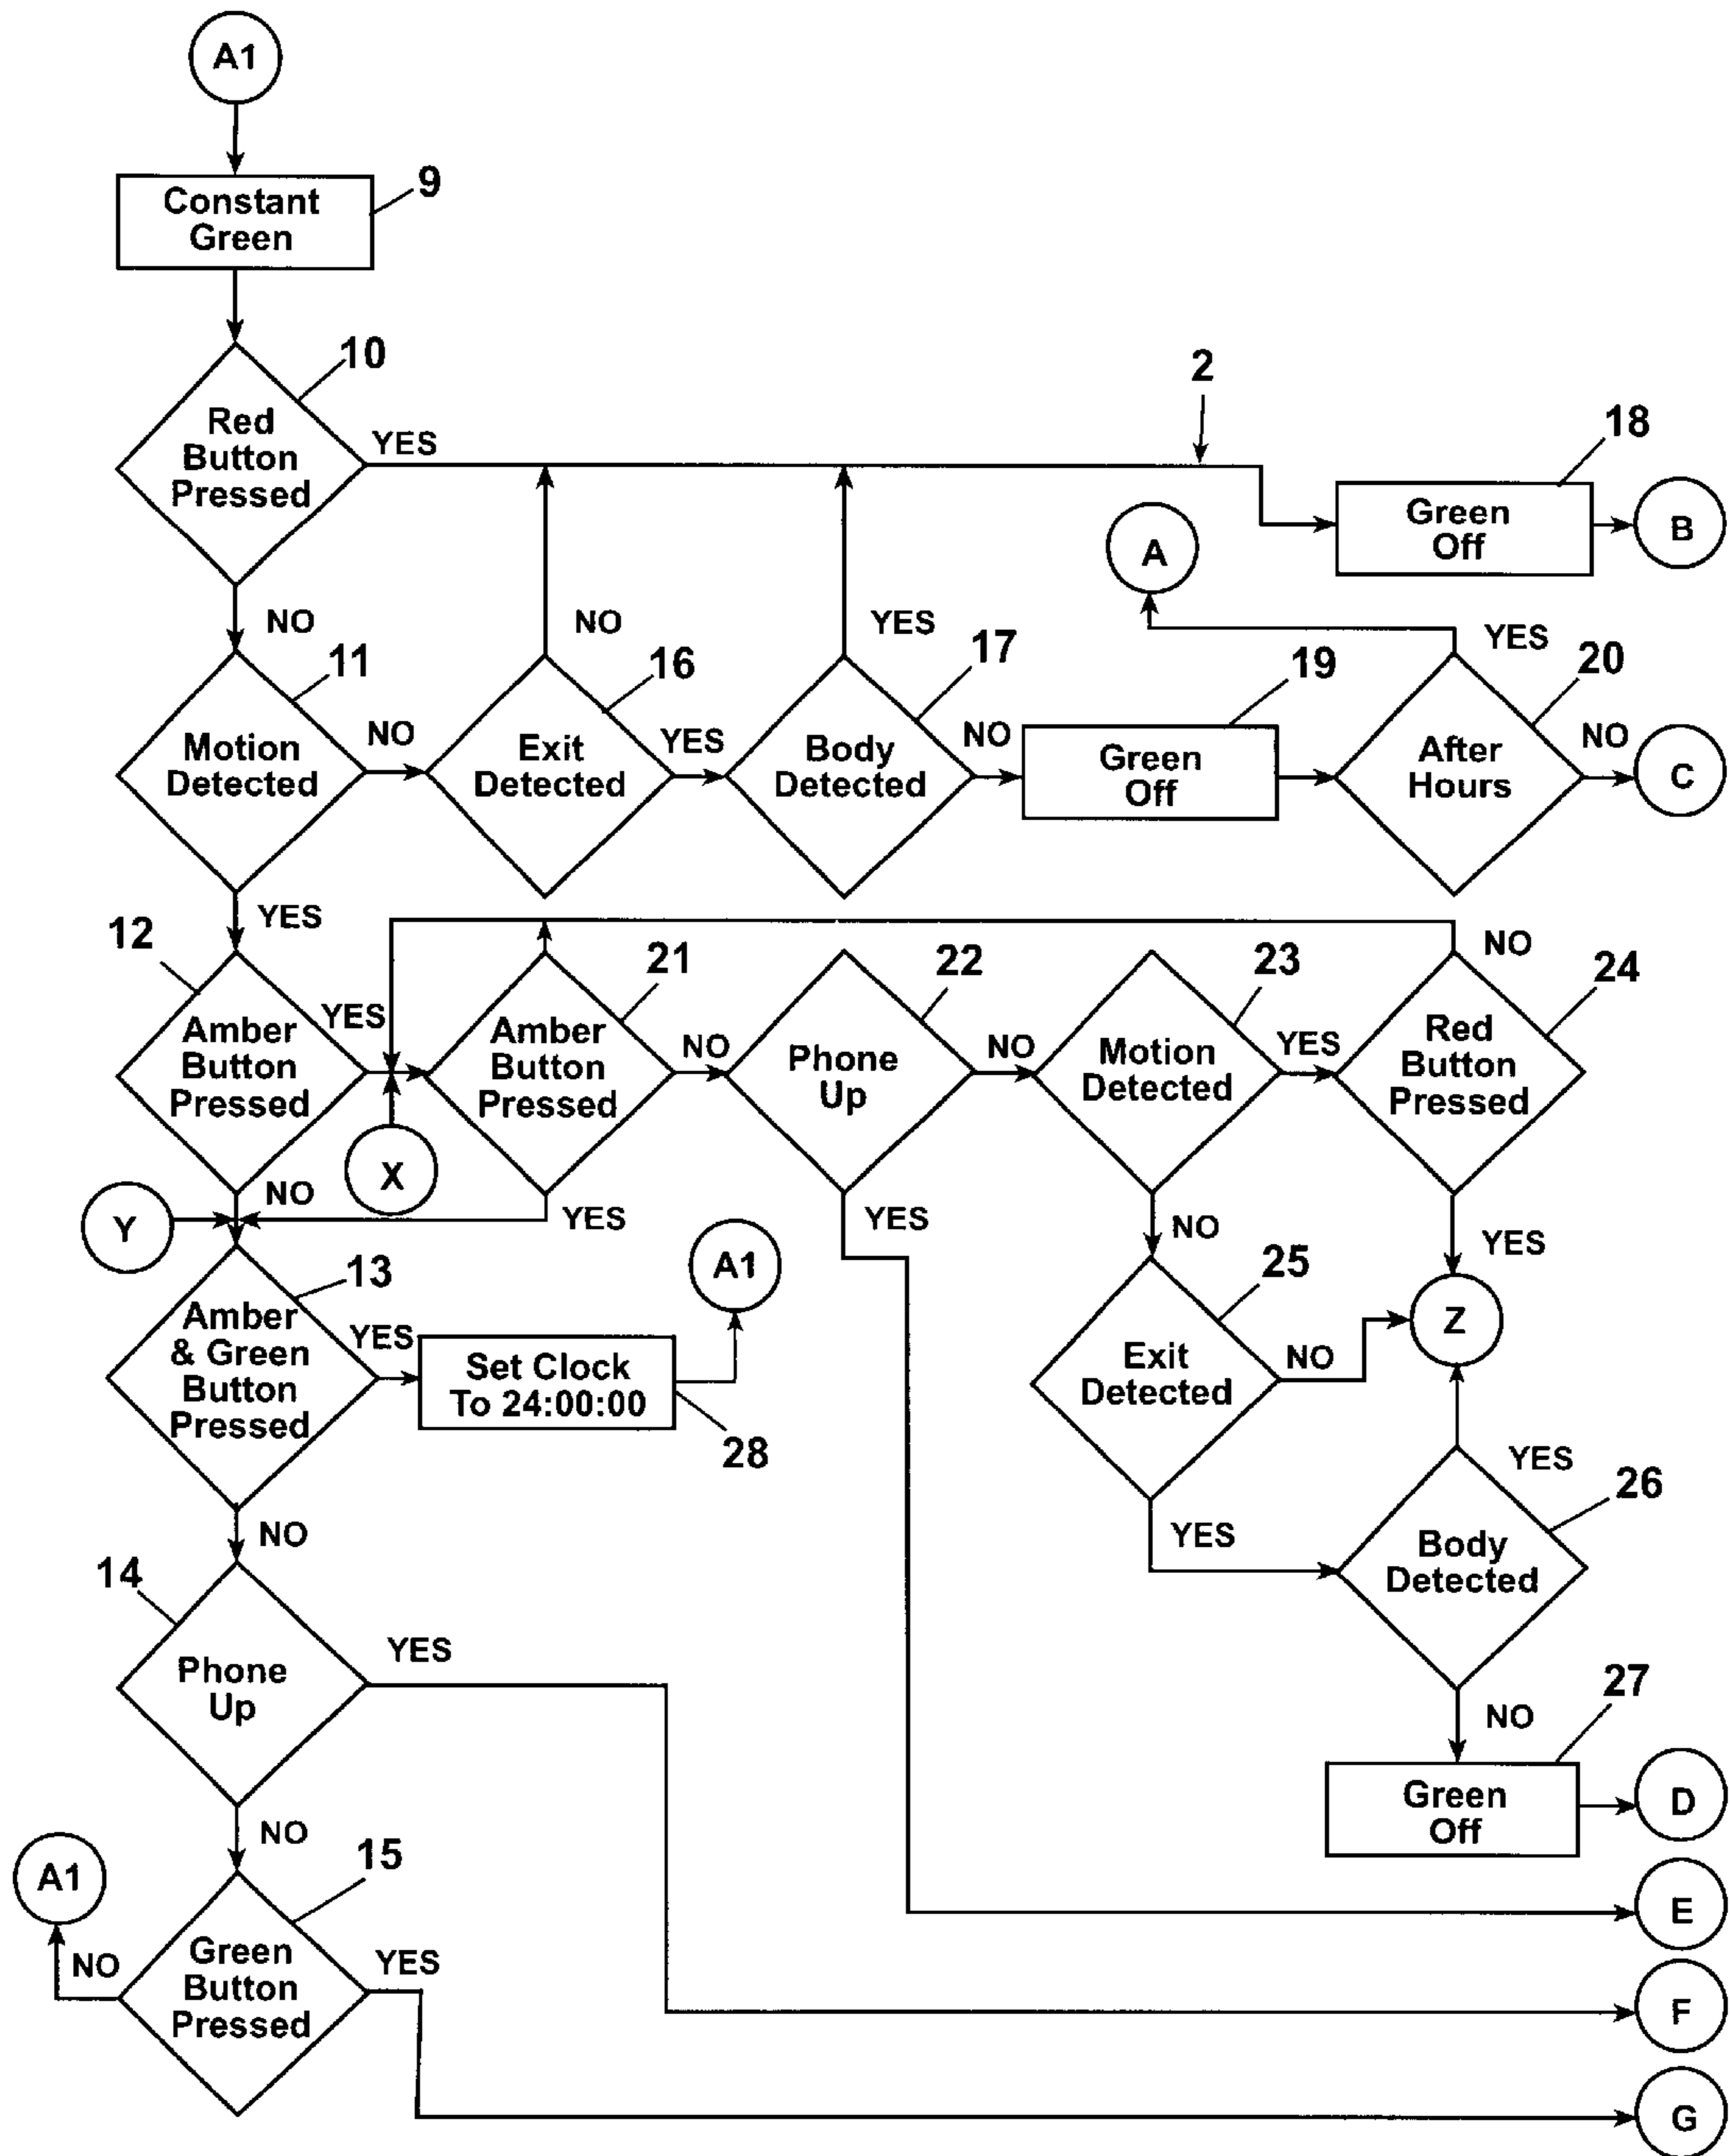 A1
Constant
Green
9
10
Red
Button
Pressed
YES
2
18
Green
Off
B
A
NO
NO
YES
YES
11
16
17
19
20
Motion
Detected
NO
Exit
Detected
YES
Body
Detected
NO
Green
Off
After
Hours
NO
C
YES
12
21
22
23
NO
24
Amber
Button
Pressed
YES
Amber
Button
Pressed
NO
Phone
Up
NO
Motion
Detected
YES
Red
Button
Pressed
X
Y
NO
YES
YES
NO
YES
13
A1
25
Z
Amber
& Green
Button
Pressed
YES
Set Clock
To 24:00:00
28
Exit
Detected
NO
NO
YES
YES
26
Body
Detected
14
Phone
Up
YES
NO
27
Green
Off
D
NO
A1
15
E
NO
Green
Button
Pressed
YES
F
G